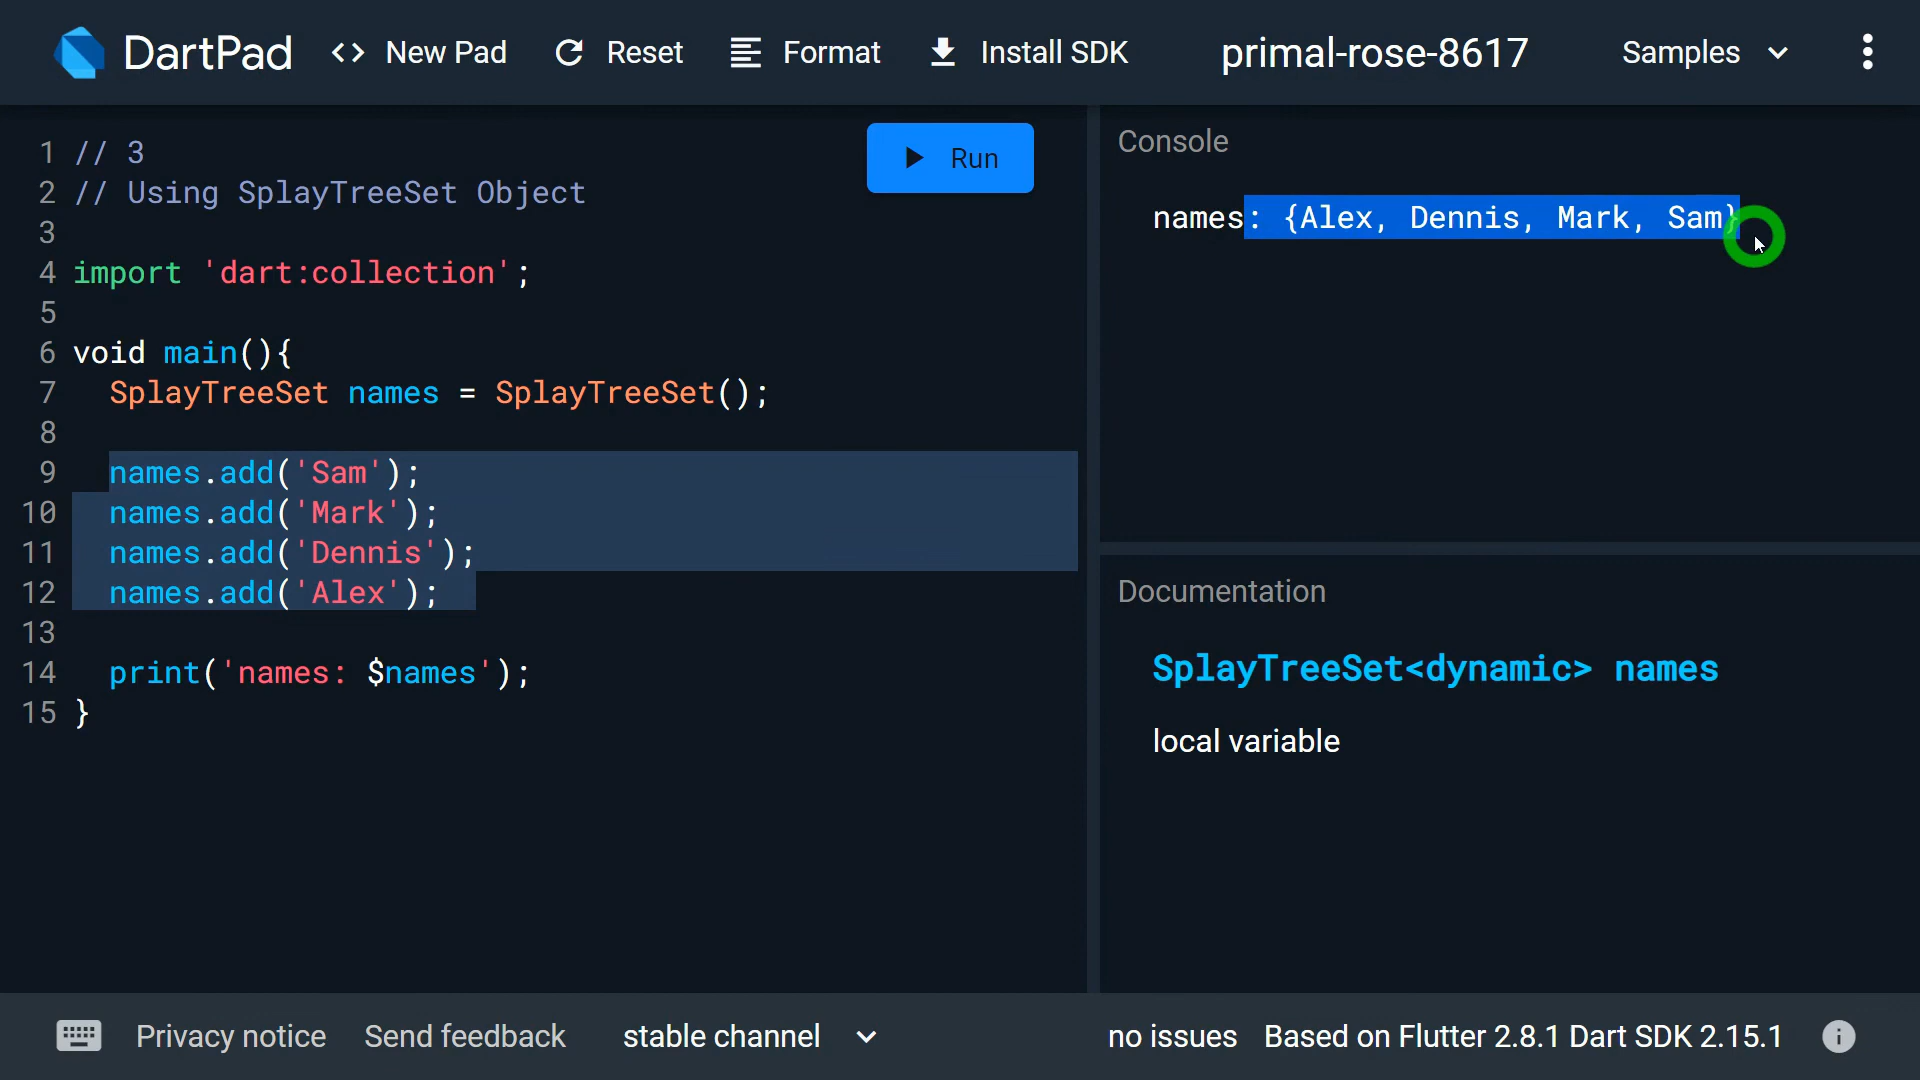 DartPad <> New Pad Reset Format Install SDK primal-rose-8617 Samples
1 // 3
2 // Using SplayTreeSet Object
3
4 import 'dart:collection';
5
6 void main(){
7 SplayTreeSet names = SplayTreeSet();
8
9 names.add('Sam');
10 names.add('Mark');
11 names.add('Dennis');
12 names.add('Alex');
13
14 print('names: $names');
15 }
Run
Console
names: {Alex, Dennis, Mark, Sam}
Documentation
SplayTreeSet<dynamic> names
local variable
Privacy notice Send feedback stable channel no issues Based on Flutter 2.8.1 Dart SDK 2.15.1